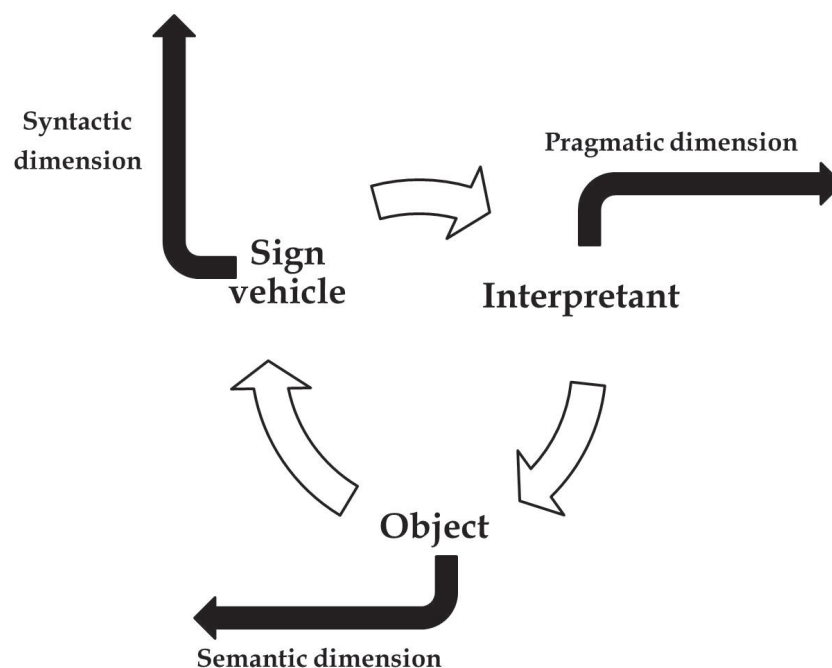 Syntactic
dimension
Pragmatic dimension
Sign
vehicle
Interpretant
Object
Semantic dimension